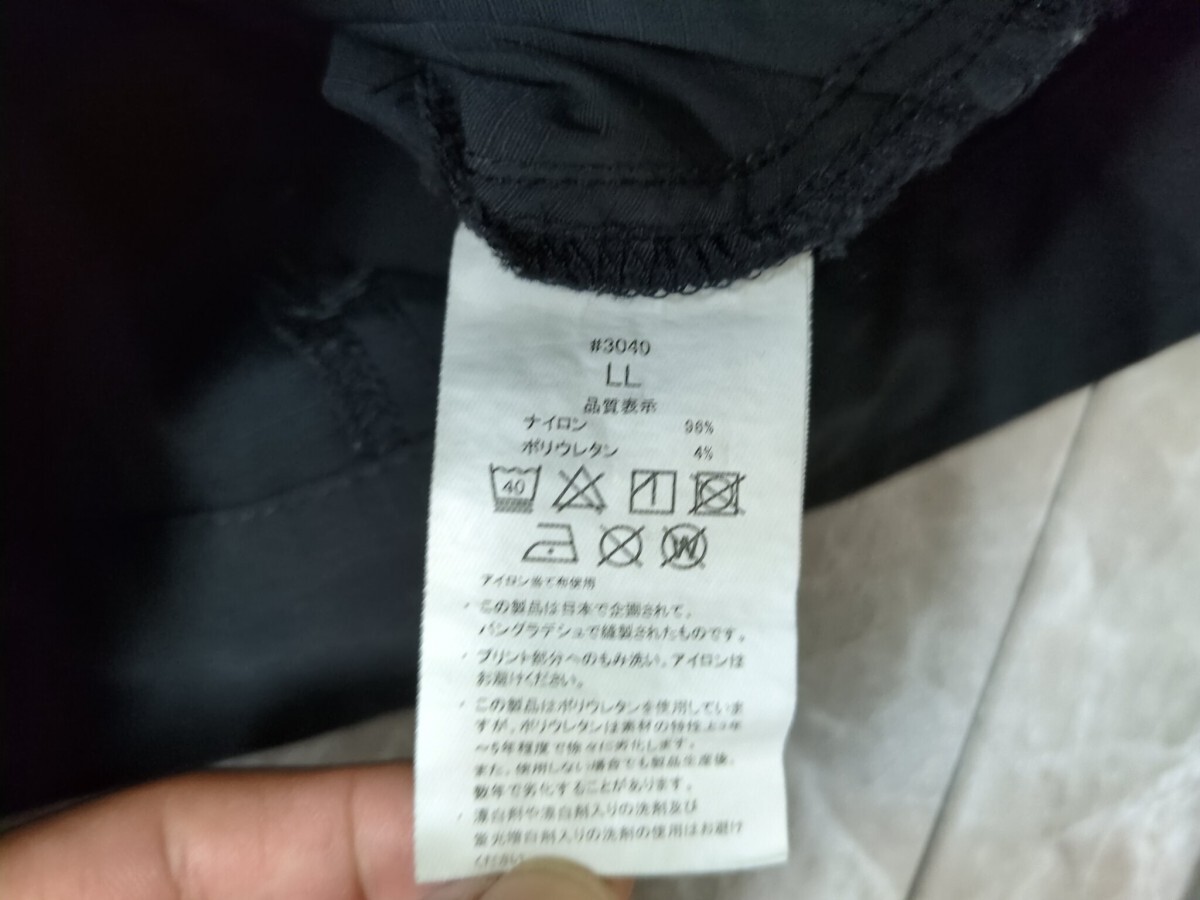 #3040
LL
品質表示
ナイロン 96%
ポリウレタン 4%
40
W
アイロン当て布使用
・この製品は日本で企画されて、
バングラデシュで縫製されたものです。
・プリント部分へのもみ洗い、アイロンは
お避けください。
・この製品はポリウレタンを使用していま
すが、ポリウレタンは素材の特性上3年
〜5年程度で徐々に劣化します。
また、使用しない場合でも製品生産後、
数年で劣化することがあります。
・漂白剤や漂白剤入りの洗剤及び
蛍光増白剤入りの洗剤の使用はお避け
ください